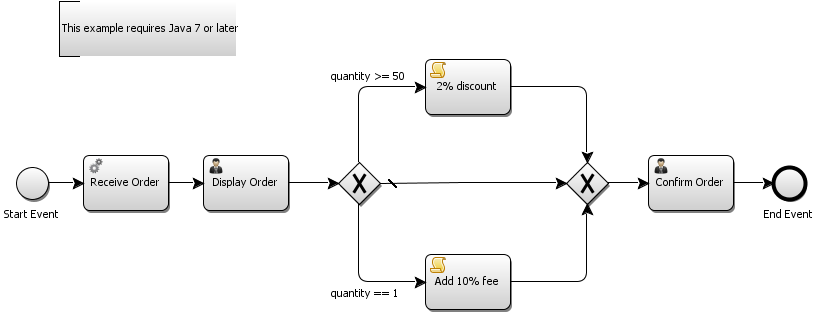 This example requires Java 7 or later
quantity >= 50
2% discount
Receive Order
Display Order
X
X
Confirm Order
Start Event
End Event
Add 10% fee
quantity == 1